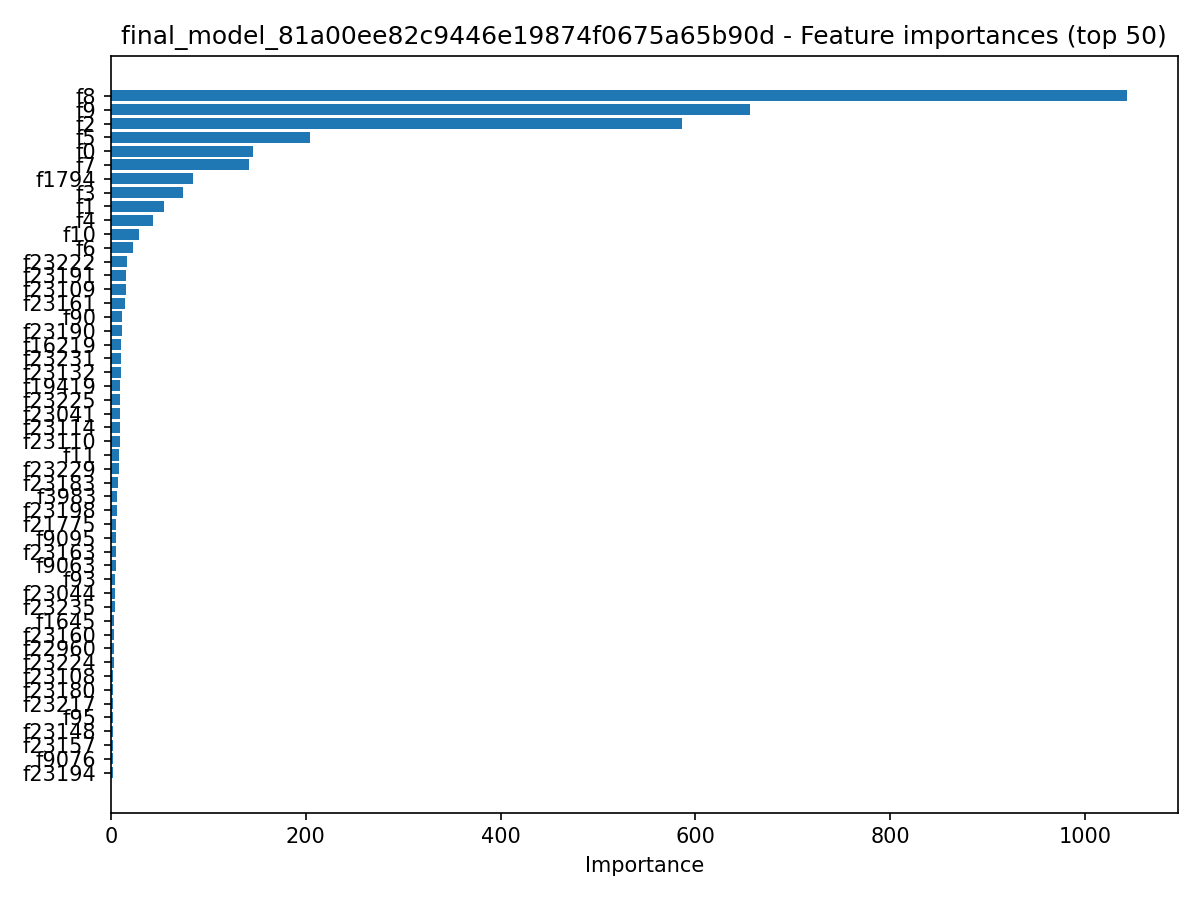 final_model_81a00ee82c9446e19874f0675a65b90d - Feature importances (top 50)
f8
f9
f2
f5
f0
f7
f1794
f3
f1
f4
f10
f6
f23222
f23191
f23109
f23161
f90
f23190
f16219
f23231
f23132
f19419
f23225
f23041
f23114
f23110
f11
f23229
f23183
f3983
f23198
f21775
f9095
f23163
f9063
f93
f23044
f23235
f1645
f23160
f22960
f23224
f23108
f23180
f23217
f95
f23148
f23157
f9076
f23194
0 200 400 600 800 1000
Importance